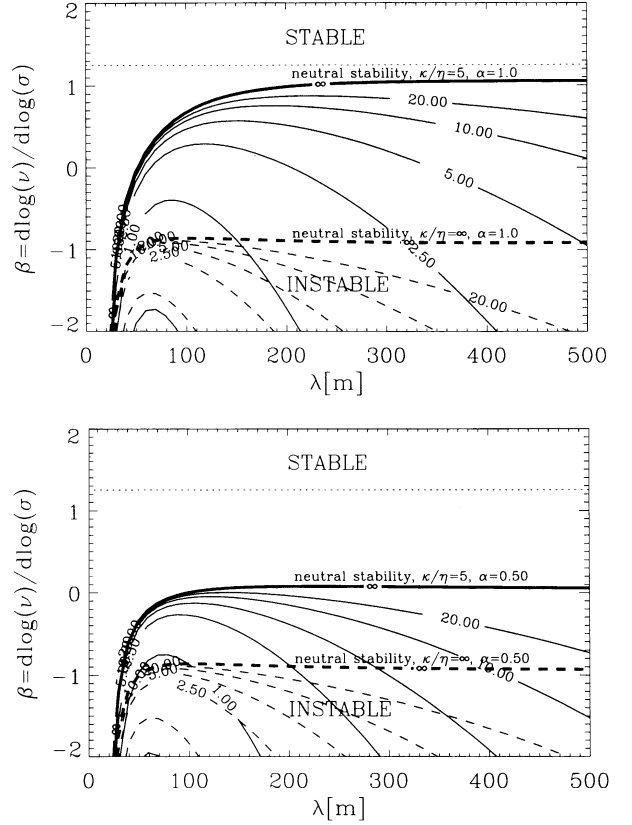 STABLE
neutral stability, κ/η=5, α=1.0
∞
20.00
10.00
5.00
neutral stability, κ/η=∞, α=1.0
∞
2.50
2.50
INSTABLE
20.00
β=dlog(ν)/dlog(σ)
2
1
0
-1
-2
0 100 200 300 400 500
λ[m]
STABLE
neutral stability, κ/η=5, α=0.50
∞
20.00
neutral stability, κ/η=∞, α=0.50
∞
2.50
1.00
INSTABLE
β=dlog(ν)/dlog(σ)
2
1
0
-1
-2
0 100 200 300 400 500
λ[m]